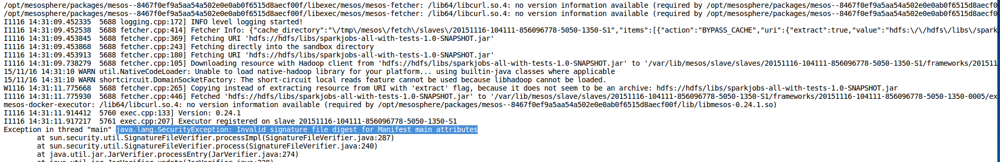 /opt/mesosphere/packages/mesos--8467f0ef9a5aa54a502e0e0ab0f6515d8aecf00f/libexec/mesos/mesos-fetcher: /lib64/libcurl.so.4: no version information available (required by /opt/mesosphere/packages/mesos--8467f0ef9a5aa54a502e0e0ab0f6515d8aecf0
/opt/mesosphere/packages/mesos--8467f0ef9a5aa54a502e0e0ab0f6515d8aecf00f/libexec/mesos/mesos-fetcher: /lib64/libcurl.so.4: no version information available (required by /opt/mesosphere/packages/mesos--8467f0ef9a5aa54a502e0e0ab0f6515d8aecf0
I1116 14:31:09.452335  5688 logging.cpp:172] INFO level logging started!
I1116 14:31:09.452538  5688 fetcher.cpp:414] Fetcher Info: {"cache_directory":"\/tmp\/mesos\/fetch\/slaves\/20151116-104111-856096778-5050-1350-S1","items":[{"action":"BYPASS_CACHE","uri":{"extract":true,"value":"hdfs:\/\/hdfs\/libs\/spark
I1116 14:31:09.453845  5688 fetcher.cpp:369] Fetching URI 'hdfs://hdfs/libs/sparkjobs-all-with-tests-1.0-SNAPSHOT.jar'
I1116 14:31:09.453868  5688 fetcher.cpp:243] Fetching directly into the sandbox directory
I1116 14:31:09.453913  5688 fetcher.cpp:180] Fetching URI 'hdfs://hdfs/libs/sparkjobs-all-with-tests-1.0-SNAPSHOT.jar'
I1116 14:31:09.738279  5688 fetcher.cpp:105] Downloading resource with Hadoop client from 'hdfs://hdfs/libs/sparkjobs-all-with-tests-1.0-SNAPSHOT.jar' to '/var/lib/mesos/slave/slaves/20151116-104111-856096778-5050-1350-S1/frameworks/201511
15/11/16 14:31:10 WARN util.NativeCodeLoader: Unable to load native-hadoop library for your platform... using builtin-java classes where applicable
15/11/16 14:31:10 WARN shortcircuit.DomainSocketFactory: The short-circuit local reads feature cannot be used because libhadoop cannot be loaded.
W1116 14:31:11.775668  5688 fetcher.cpp:265] Copying instead of extracting resource from URI with 'extract' flag, because it does not seem to be an archive: hdfs://hdfs/libs/sparkjobs-all-with-tests-1.0-SNAPSHOT.jar
I1116 14:31:11.775930  5688 fetcher.cpp:446] Fetched 'hdfs://hdfs/libs/sparkjobs-all-with-tests-1.0-SNAPSHOT.jar' to '/var/lib/mesos/slave/slaves/20151116-104111-856096778-5050-1350-S1/frameworks/20151116-104111-856096778-5050-1350-0005/ex
mesos-docker-executor: /lib64/libcurl.so.4: no version information available (required by /opt/mesosphere/packages/mesos--8467f0ef9a5aa54a502e0e0ab0f6515d8aecf00f/lib/libmesos-0.24.1.so)
I1116 14:31:11.914412  5760 exec.cpp:133] Version: 0.24.1
I1116 14:31:11.917217  5761 exec.cpp:207] Executor registered on slave 20151116-104111-856096778-5050-1350-S1
Exception in thread "main" java.lang.SecurityException: Invalid signature file digest for Manifest main attributes
        at sun.security.util.SignatureFileVerifier.processImpl(SignatureFileVerifier.java:287)
        at sun.security.util.SignatureFileVerifier.process(SignatureFileVerifier.java:240)
        at java.util.jar.JarVerifier.processEntry(JarVerifier.java:274)
        at java.util.jar.JarVerifier.update(JarVerifier.java:228)